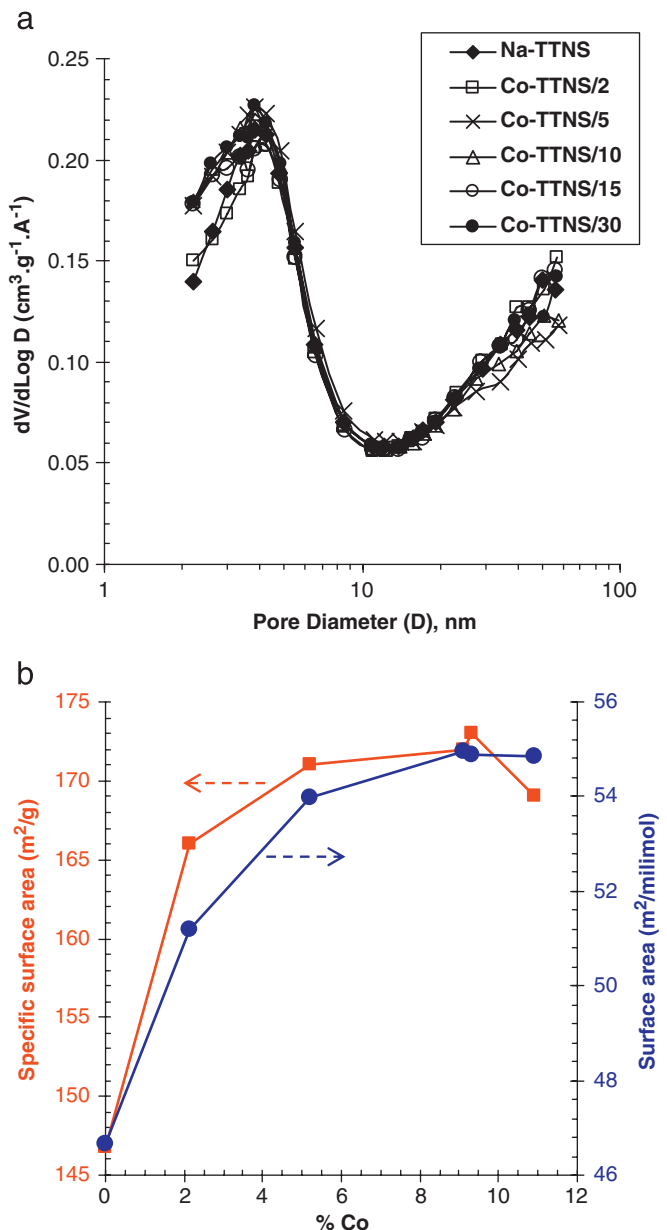 a
Na-TTNS
Co-TTNS/2
Co-TTNS/5
Co-TTNS/10
Co-TTNS/15
Co-TTNS/30
0.25
0.20
0.15
0.10
0.05
0.00
dV/dLog D (cm³.g⁻¹.A⁻¹)
1 10 100
Pore Diameter (D), nm
b
175
170
165
160
155
150
145
Specific surface area (m²/g)
56
54
52
50
48
46
Surface area (m²/milimol)
0 2 4 6 8 10 12
% Co